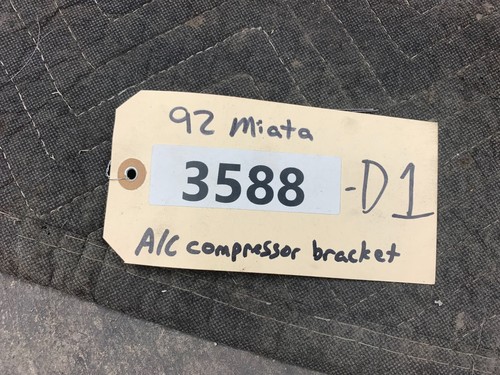 92 Miata
3588 -D1
A/C compressor bracket